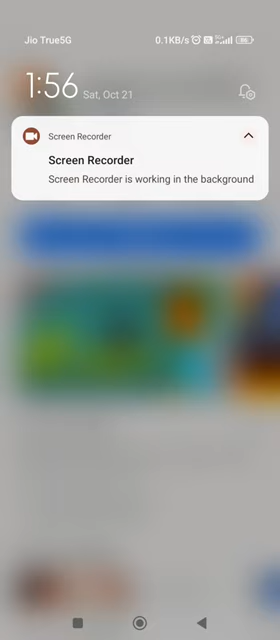 Jio True5G
0.1KB/s
1:56 Sat, Oct 21
Screen Recorder
Screen Recorder
Screen Recorder is working in the background